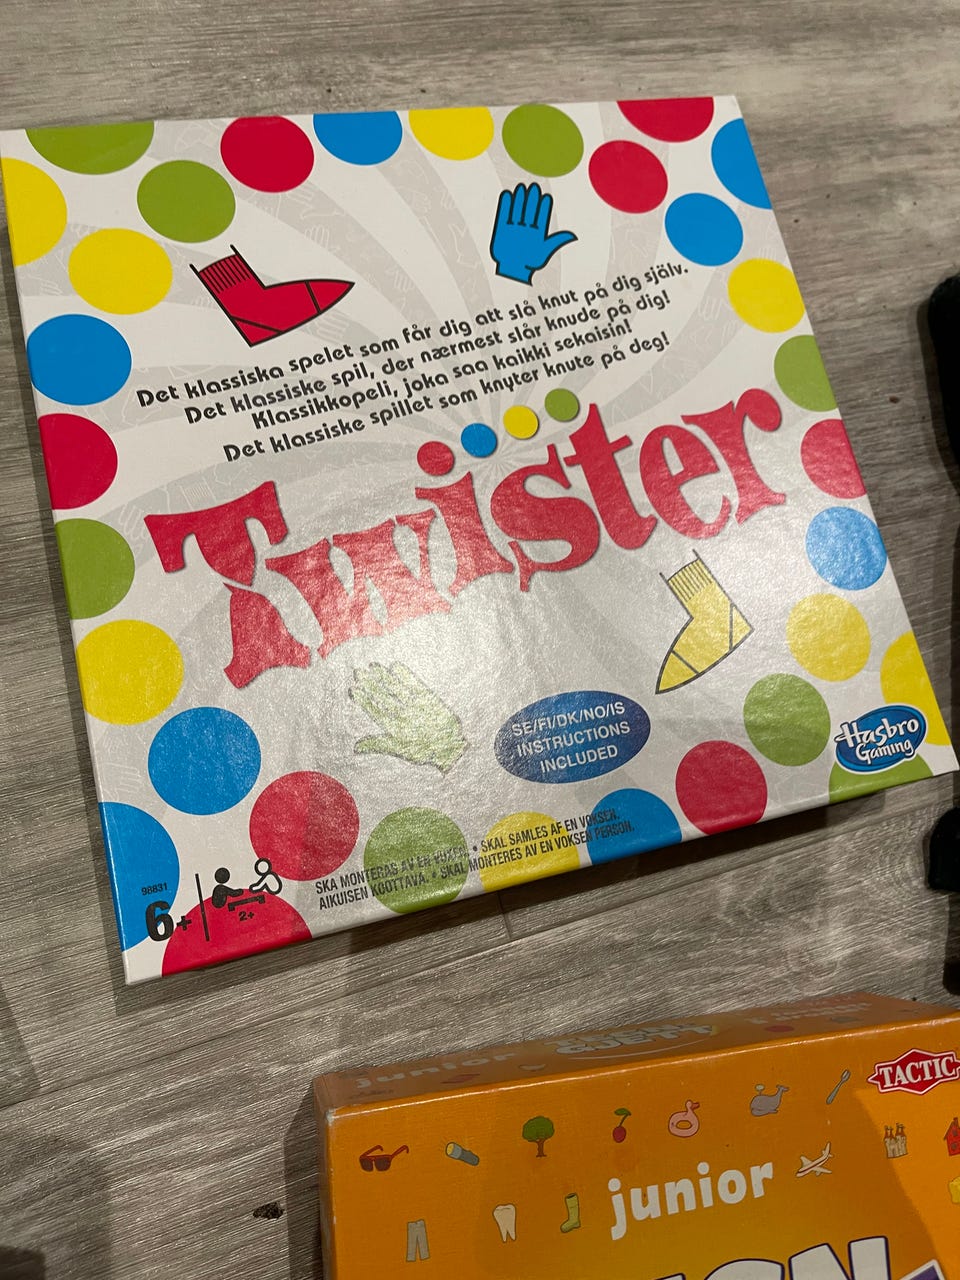 Det klassiska spelet som får dig att slå knut på dig själv.
Det klassiske spil, der nærmest slår knude på dig!
Klassikkopeli, joka saa kaikki sekaisin!
Det klassiske spillet som knyter knute på deg!
Twister
SE/FI/DK/NO/IS
INSTRUCTIONS
INCLUDED
Hasbro
Gaming
SKA MONTERAS AV EN VUXEN. • SKAL SAMLES AF EN VOKSEN.
AIKUISEN KOOTTAVA. • SKAL MONTERES AV EN VOKSEN PERSON.
98831
6+
2+
junior
TACTIC
junior